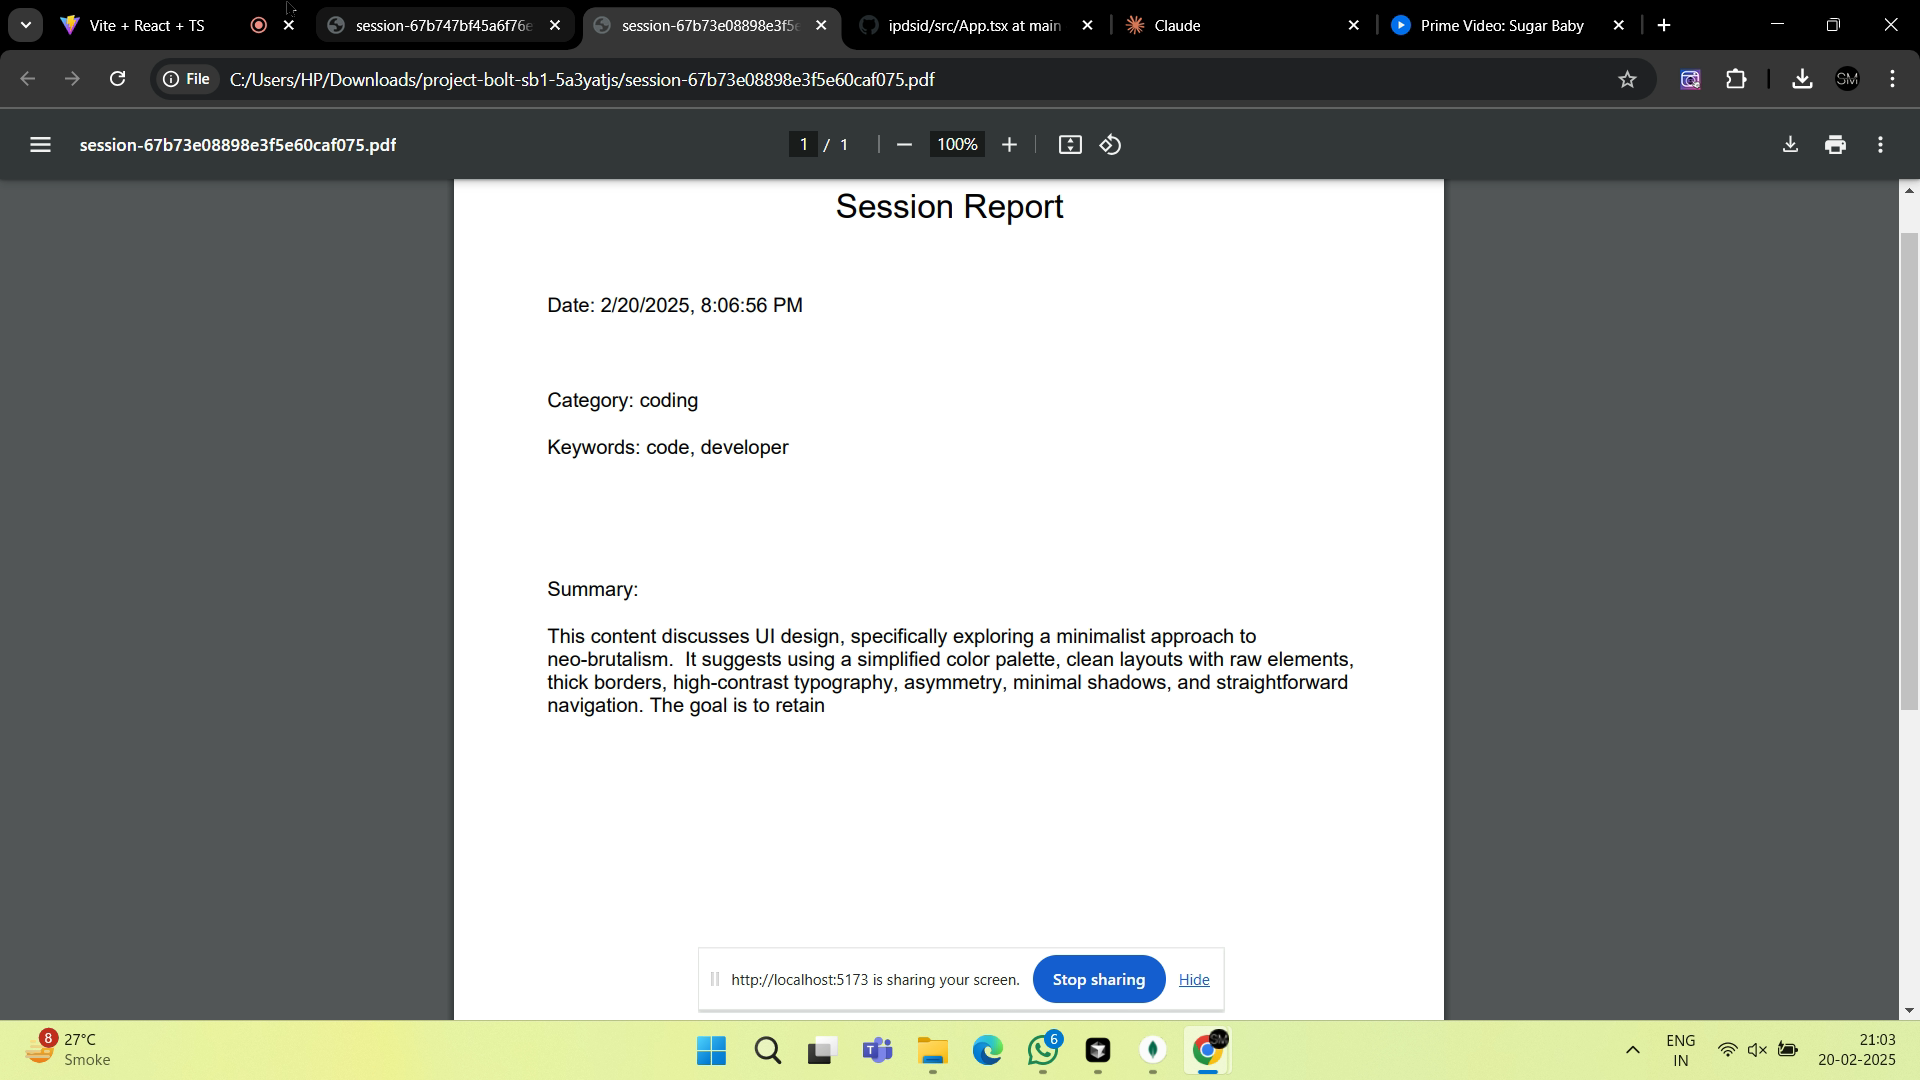 Vite + React + TS
session-67b747bf45a6f76e
session-67b73e08898e3f5e
ipdsid/src/App.tsx at main
Claude
Prime Video: Sugar Baby
File
C:/Users/HP/Downloads/project-bolt-sb1-5a3yatjs/session-67b73e08898e3f5e60caf075.pdf
SM
session-67b73e08898e3f5e60caf075.pdf
1 / 1
100%
Session Report
Date: 2/20/2025, 8:06:56 PM
Category: coding
Keywords: code, developer
Summary:
This content discusses UI design, specifically exploring a minimalist approach to
neo-brutalism.  It suggests using a simplified color palette, clean layouts with raw elements,
thick borders, high-contrast typography, asymmetry, minimal shadows, and straightforward
navigation. The goal is to retain
http://localhost:5173 is sharing your screen.
Stop sharing
Hide
8
27°C
Smoke
6
SM
ENG
IN
21:03
20-02-2025